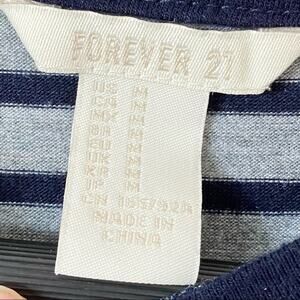 FOREVER 21
US M
CA M
MX M
BR M
EU M
UK M
KR M
JP M
CN 165/92A
MADE IN
CHINA